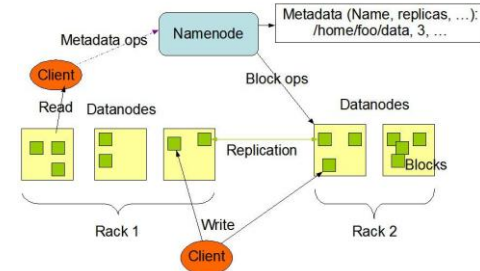 Metadata (Name, replicas, …):
/home/foo/data, 3, …
Namenode
Metadata ops
Client
Block ops
Read
Datanodes
Datanodes
Replication
Blocks
Rack 1
Write
Rack 2
Client